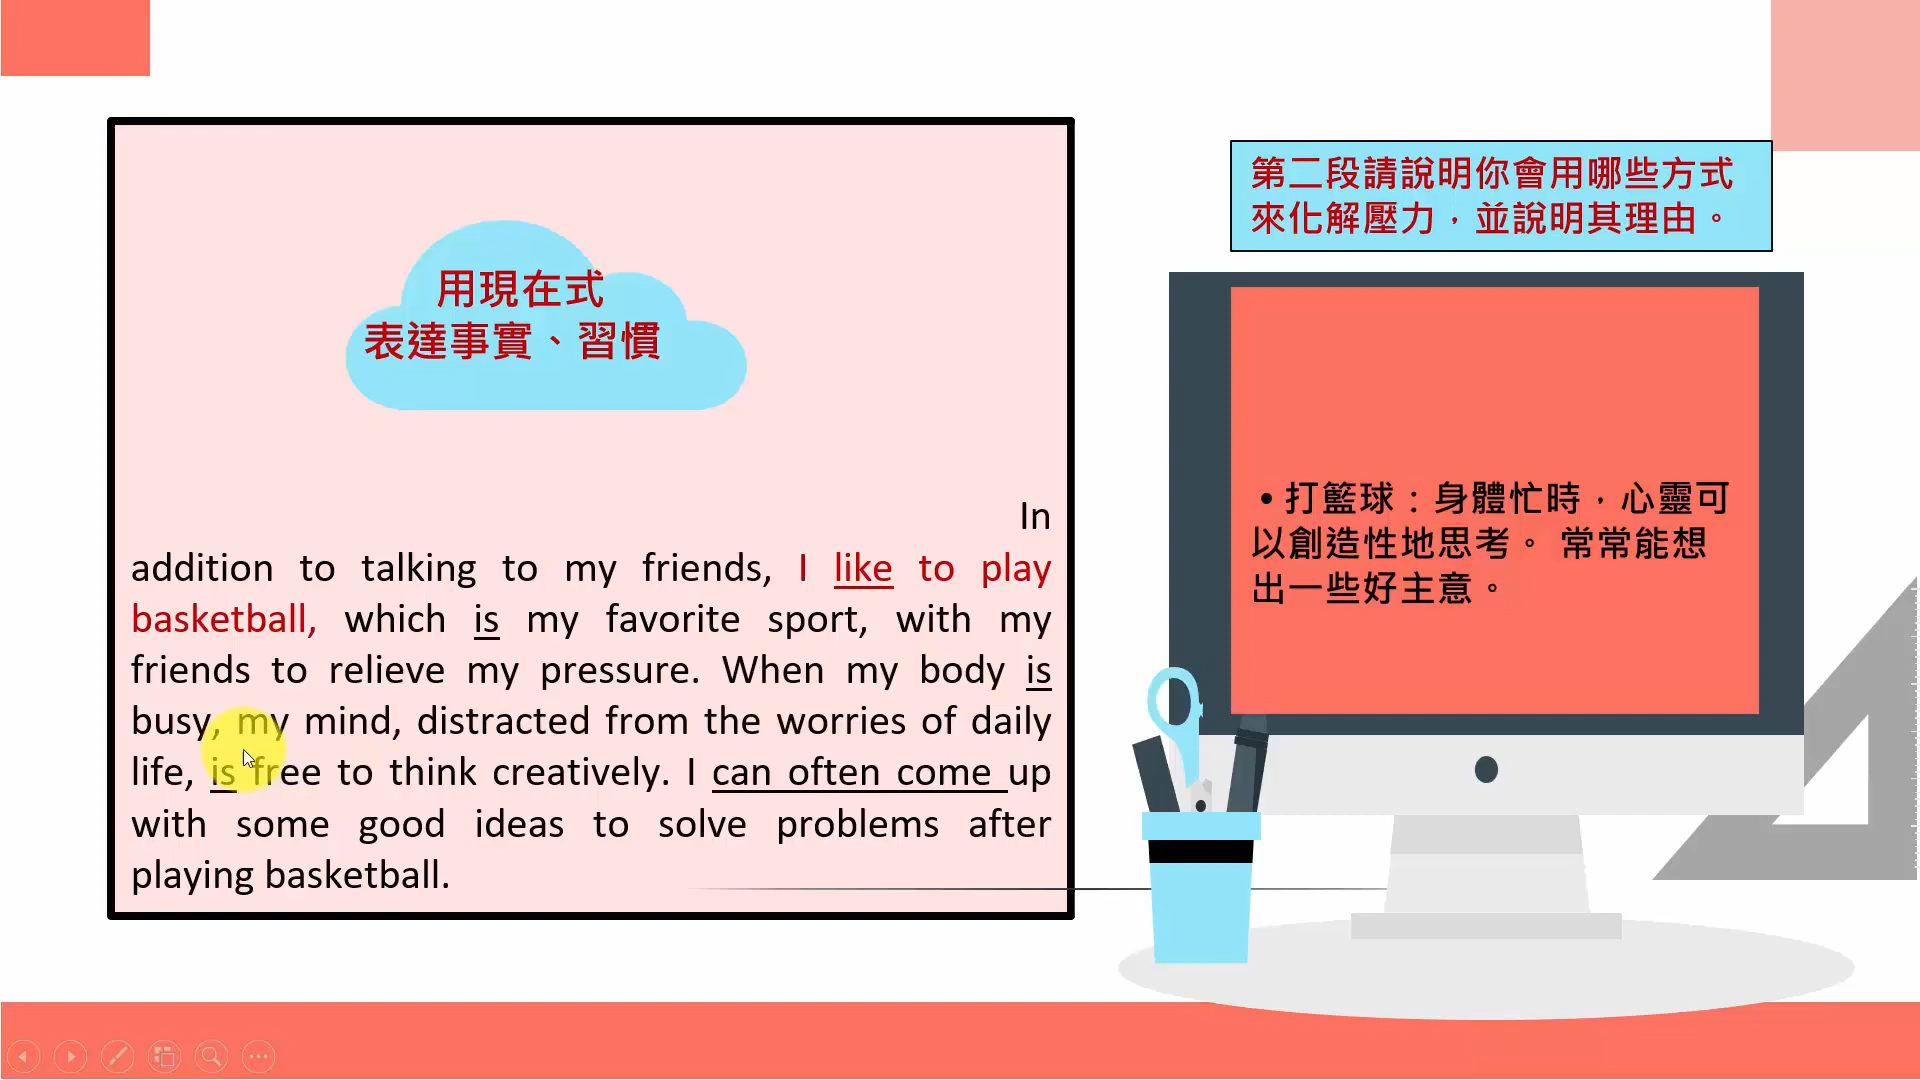 用現在式
表達事實、習慣
In
addition to talking to my friends, I like to play
basketball, which is my favorite sport, with my
friends to relieve my pressure. When my body is
busy, my mind, distracted from the worries of daily
life, is free to think creatively. I can often come up
with some good ideas to solve problems after
playing basketball.
第二段請說明你會用哪些方式
來化解壓力，並說明其理由。
•打籃球：身體忙時，心靈可
以創造性地思考。 常常能想
出一些好主意。